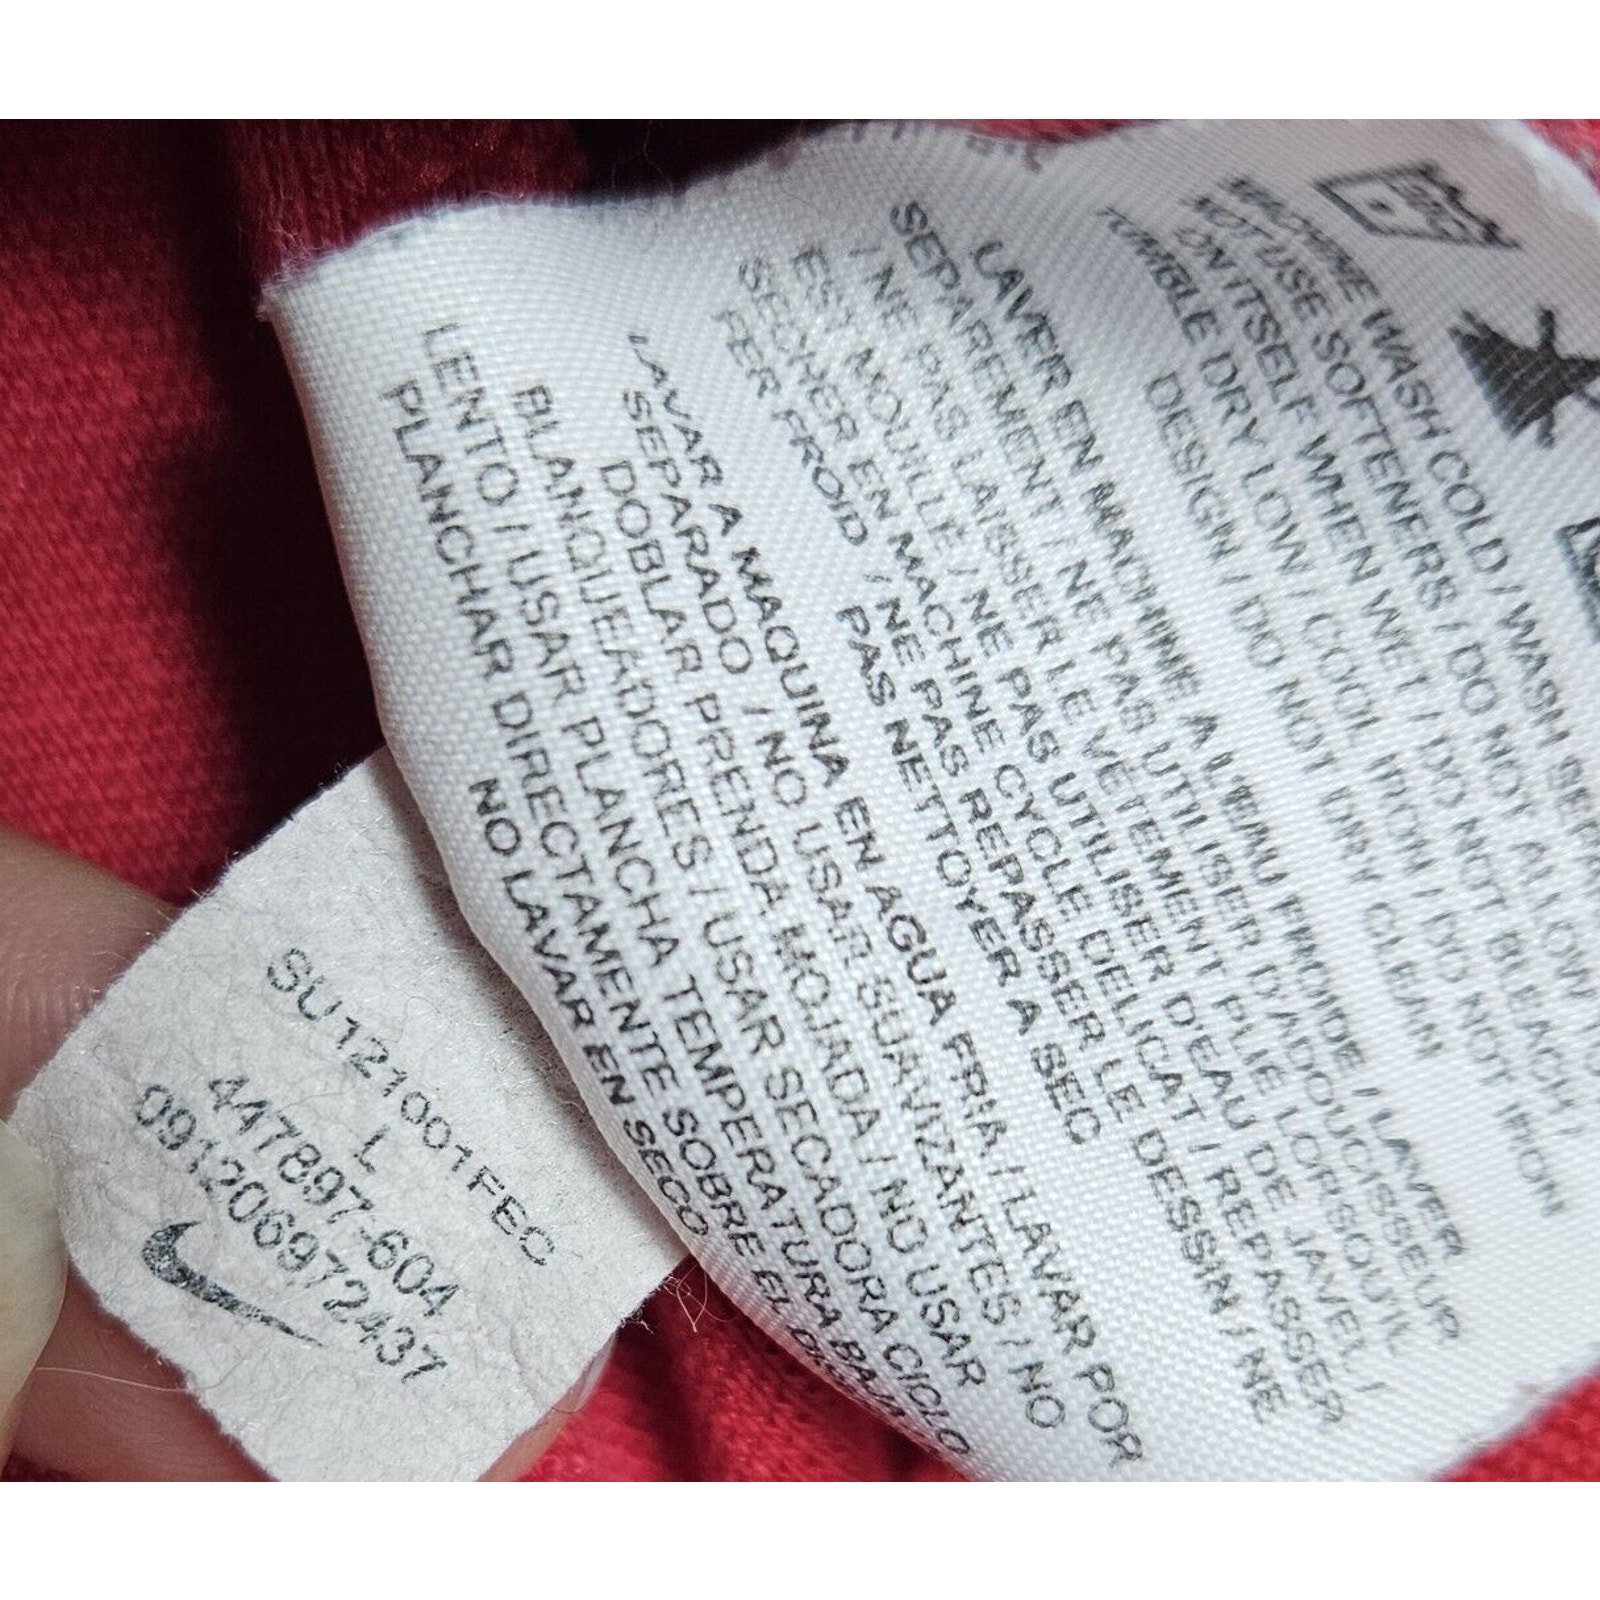 MACHINE WASH COLD / WASH
NOT USE SOFTENERS / DO NOT ALLOW
ON ITSELF WHEN WET / DO NOT BLEACH /
TUMBLE DRY LOW / COOL IRON / DO NOT IRON
DESIGN / DO NOT DRY CLEAN
LAVER EN MACHINE A L'EAU FROIDE / LAVER
SEPAREMENT / NE PAS UTILISER D'ADOUCISSEUR
/ NE PAS LAISSER LE VETEMENT PLIE LORSQU'IL
EST MOUILLE / NE PAS UTILISER D'EAU DE JAVEL /
SECHER EN MACHINE CYCLE DELICAT / REPASSER
FER FROID / NE PAS REPASSER LE DESSIN / NE
PAS NETTOYER A SEC
LAVAR A MAQUINA EN AGUA FRIA / LAVAR POR
SEPARADO / NO USAR SUAVIZANTES / NO
DOBLAR PRENDA MOJADA / NO USAR
BLANQUEADORES / USAR SECADORA CICLO
LENTO / USAR PLANCHA TEMPERATURA BAJA
PLANCHAR DIRECTAMENTE SOBRE EL
NO LAVAR EN SECO
SU121001FEC
L
447897-604
091206972437